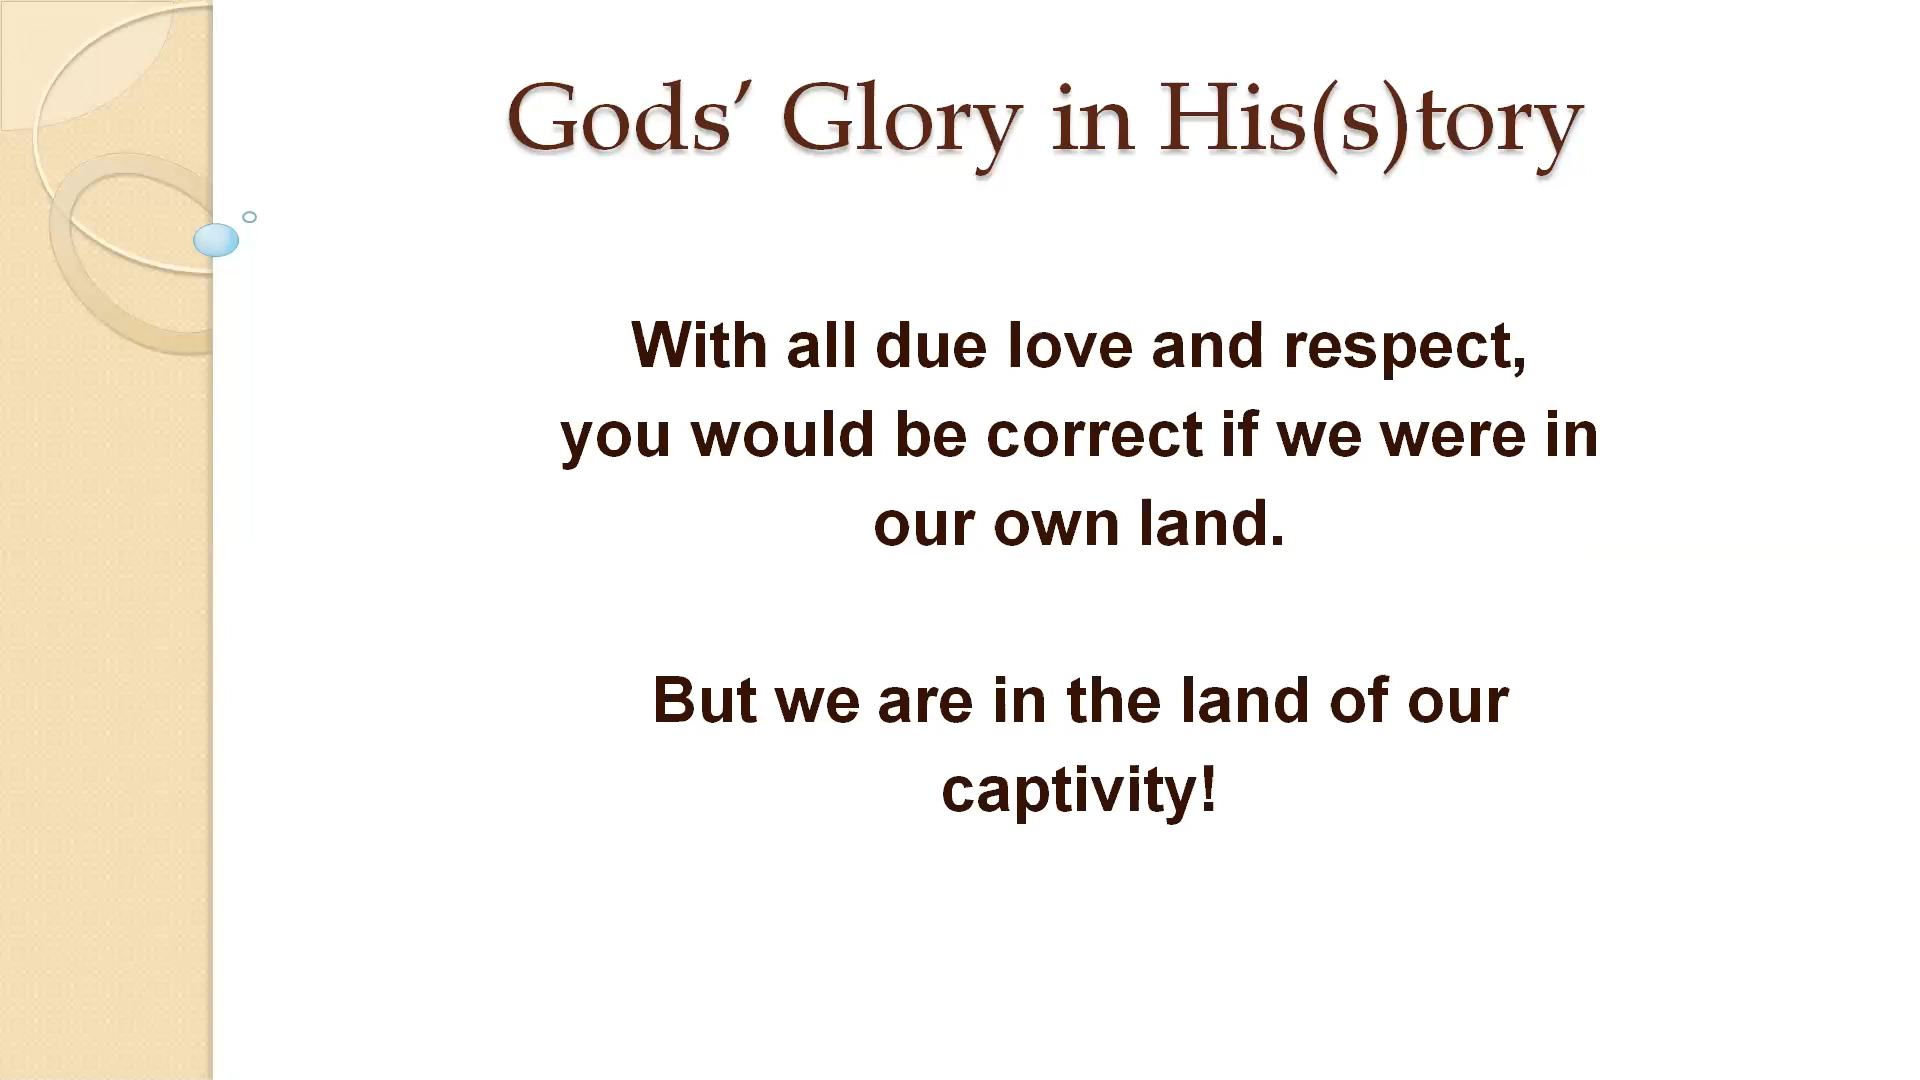 Gods’ Glory in His(s)tory
With all due love and respect,
you would be correct if we were in
our own land.
But we are in the land of our
captivity!